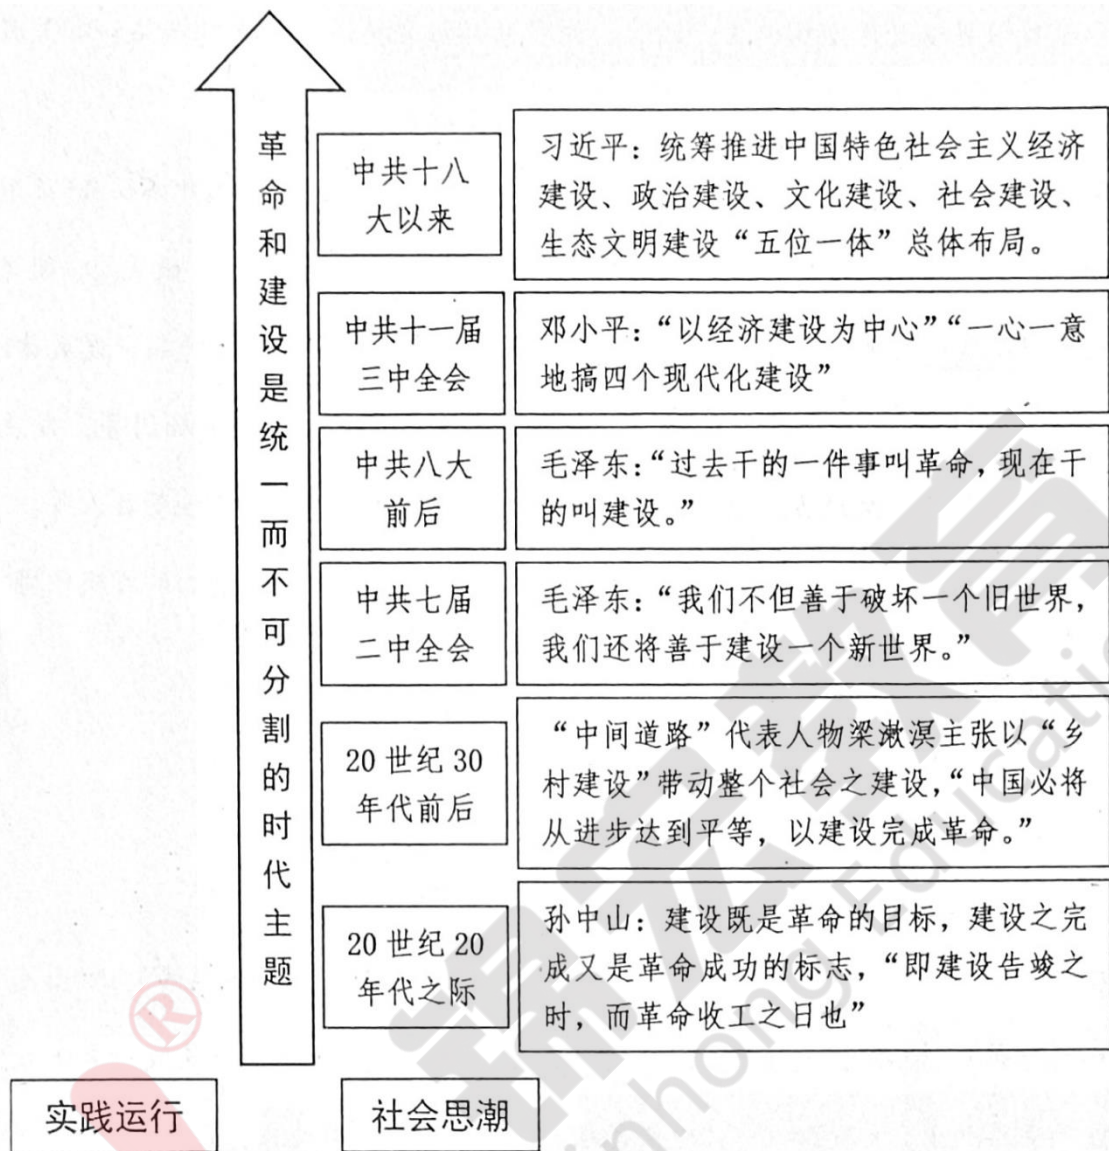 革命和建设是统一而不可分割的时代主题
中共十八
大以来
习近平：统筹推进中国特色社会主义经济
建设、政治建设、文化建设、社会建设、
生态文明建设“五位一体”总体布局。
中共十一届
三中全会
邓小平：“以经济建设为中心”“一心一意
地搞四个现代化建设”
中共八大
前后
毛泽东：“过去干的一件事叫革命，现在干
的叫建设。”
中共七届
二中全会
毛泽东：“我们不但善于破坏一个旧世界，
我们还将善于建设一个新世界。”
20世纪30
年代前后
“中间道路”代表人物梁漱溟主张以“乡
村建设”带动整个社会之建设，“中国必将
从进步达到平等，以建设完成革命。”
20世纪20
年代之际
孙中山：建设既是革命的目标，建设之完
成又是革命成功的标志，“即建设告竣之
时，而革命收工之日也”
实践运行
社会思潮
®
锦宏教育
inhong Educati